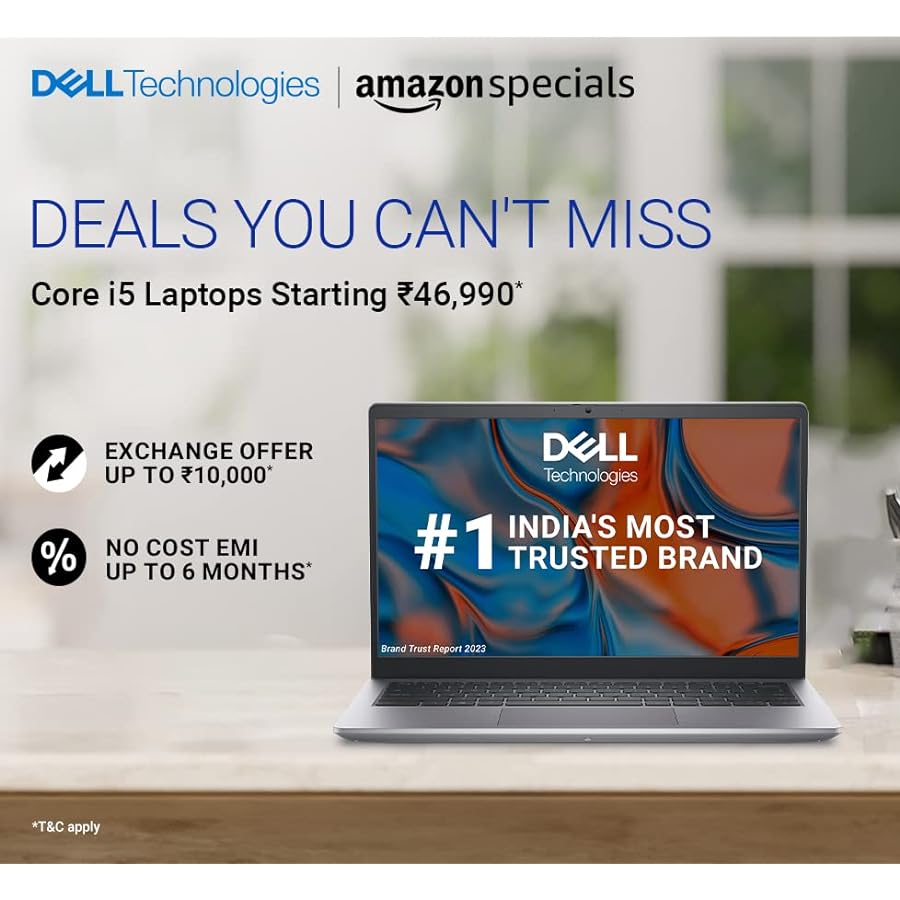 DELL Technologies | amazon specials
DEALS YOU CAN'T MISS
Core i5 Laptops Starting ₹46,990*
EXCHANGE OFFER
UP TO ₹10,000*
% NO COST EMI
UP TO 6 MONTHS*
DELL
Technologies
#1 INDIA'S MOST
TRUSTED BRAND
Brand Trust Report 2023
*T&C apply